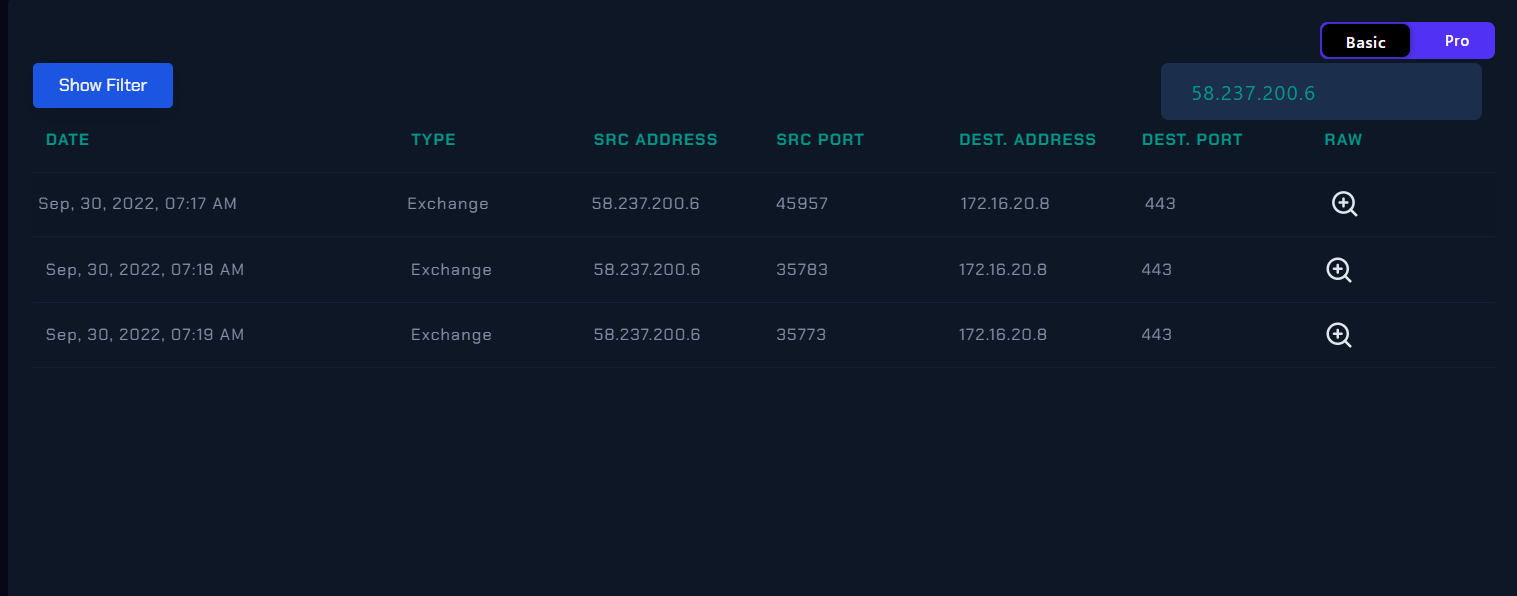 Basic Pro
Show Filter
58.237.200.6
DATE TYPE SRC ADDRESS SRC PORT DEST. ADDRESS DEST. PORT RAW
Sep, 30, 2022, 07:17 AM Exchange 58.237.200.6 45957 172.16.20.8 443
Sep, 30, 2022, 07:18 AM Exchange 58.237.200.6 35783 172.16.20.8 443
Sep, 30, 2022, 07:19 AM Exchange 58.237.200.6 35773 172.16.20.8 443